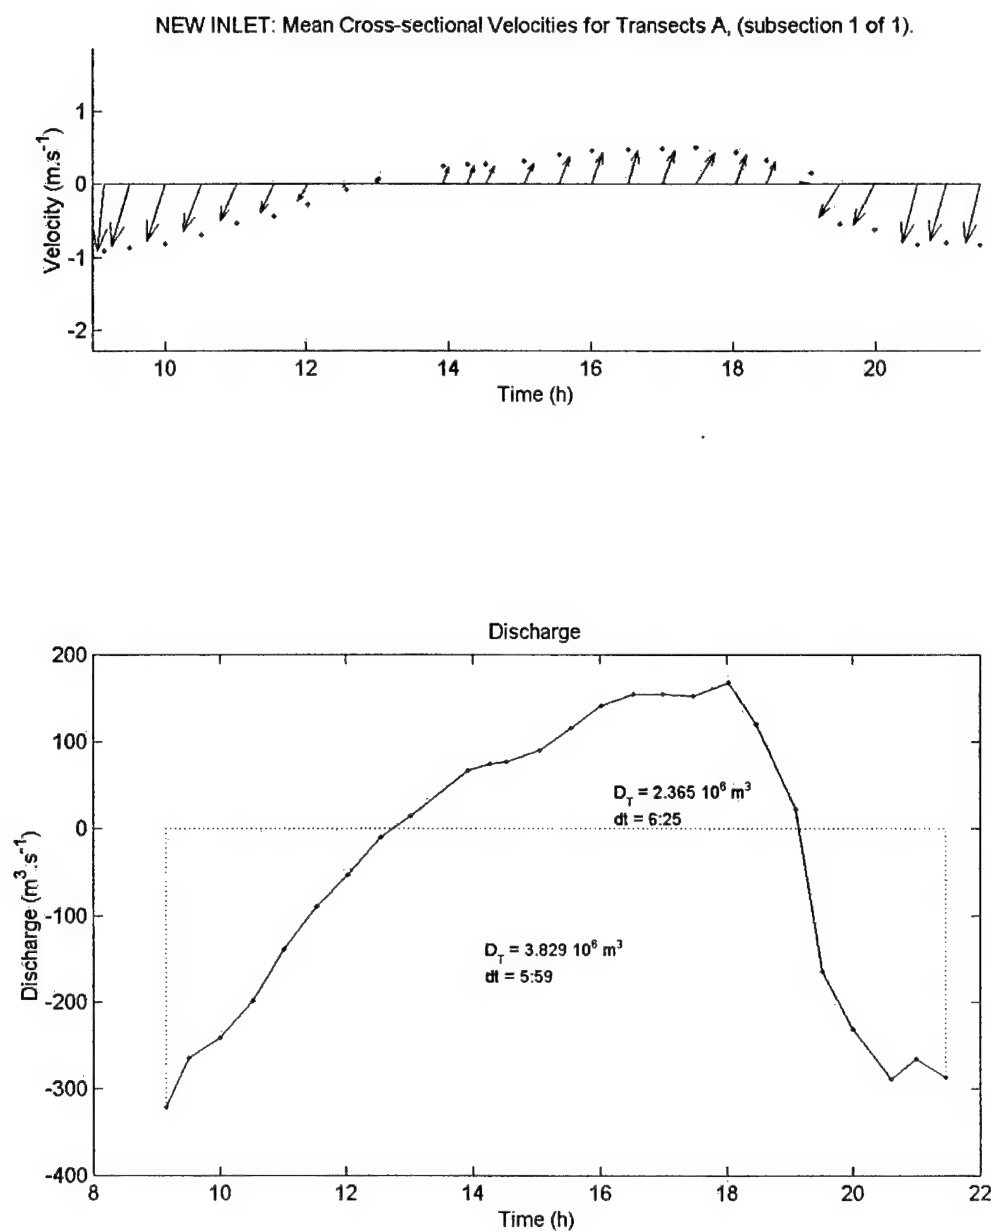 NEW INLET: Mean Cross-sectional Velocities for Transects A, (subsection 1 of 1).
Velocity (m.s-1)
1
0
-1
-2
10 12 14 16 18 20
Time (h)
Discharge
Discharge (m3.s-1)
200
100
0
-100
-200
-300
-400
DT = 2.365 106 m3
dt = 6:25
DT = 3.829 106 m3
dt = 5:59
8 10 12 14 16 18 20 22
Time (h)